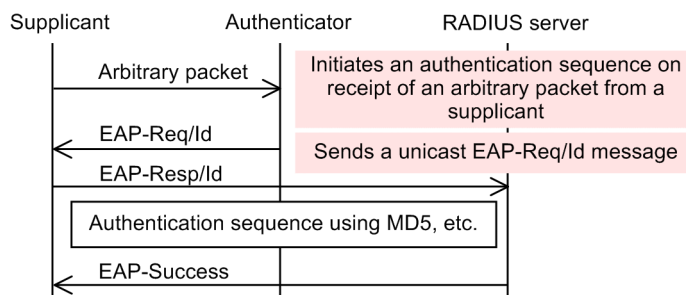 Supplicant Authenticator RADIUS server
Arbitrary packet
Initiates an authentication sequence on
receipt of an arbitrary packet from a
supplicant
EAP-Req/Id
Sends a unicast EAP-Req/Id message
EAP-Resp/Id
Authentication sequence using MD5, etc.
EAP-Success